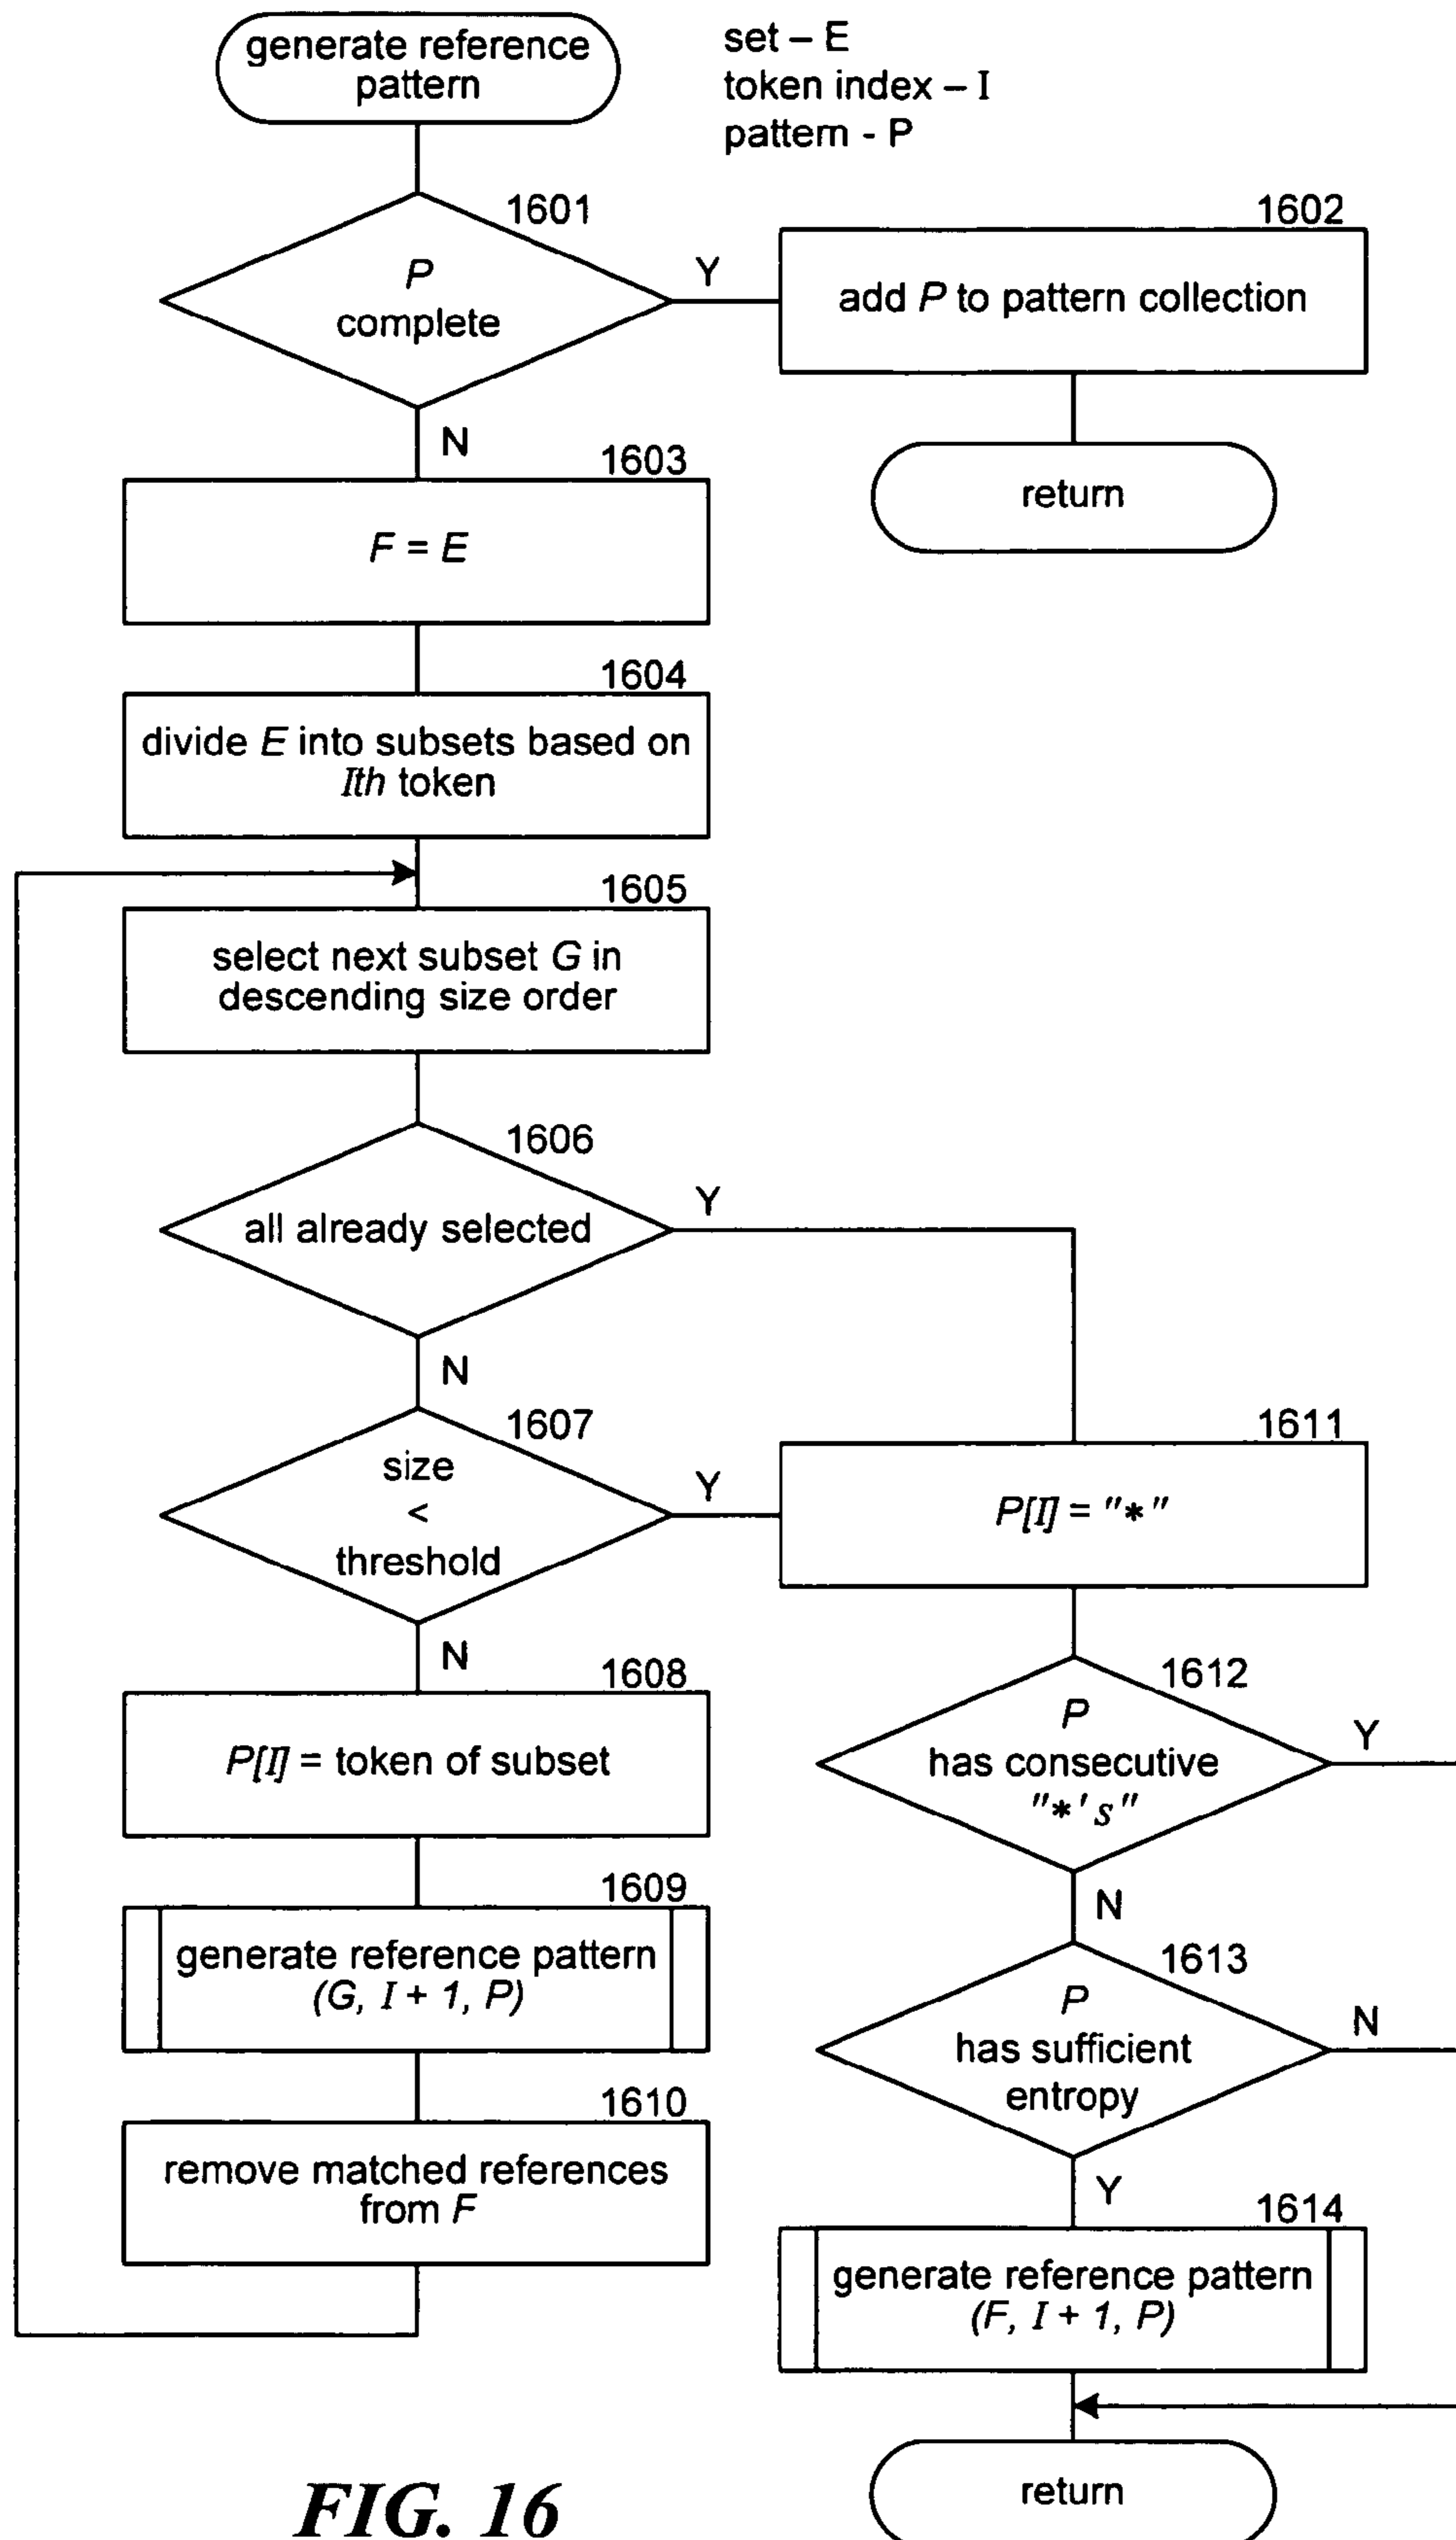 generate reference
pattern
set – E
token index – I
pattern - P
1601
P
complete
Y
1602
add P to pattern collection
return
N
1603
F = E
1604
divide E into subsets based on
Ith token
1605
select next subset G in
descending size order
1606
all already selected
Y
N
1607
size
<
threshold
Y
1611
P[I] = "*"
N
1608
P[I] = token of subset
1612
P
has consecutive
"*'s"
Y
N
1609
generate reference pattern
(G, I + 1, P)
1613
P
has sufficient
entropy
N
Y
1610
remove matched references
from F
1614
generate reference pattern
(F, I + 1, P)
return
FIG. 16